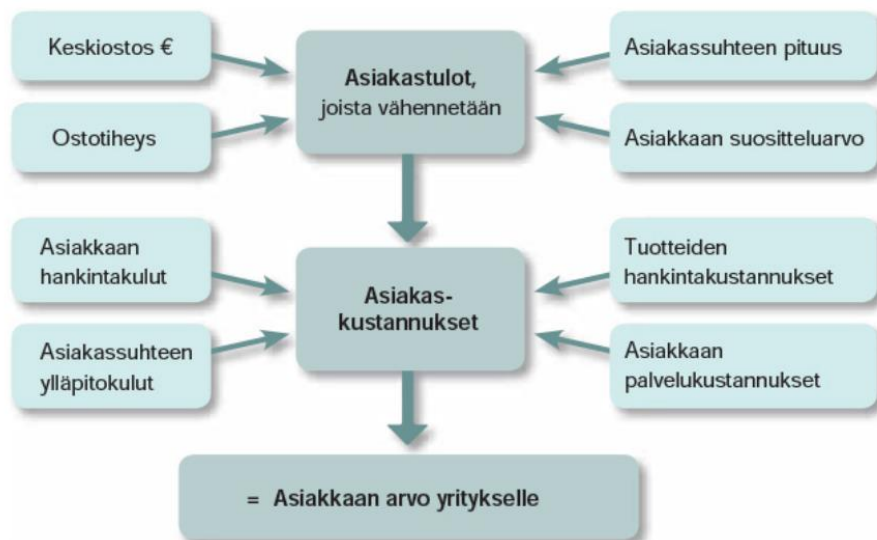 Keskiostos €
Ostotiheys
Asiakastulot,
joista vähennetään
Asiakassuhteen pituus
Asiakkaan suositteluarvo
Asiakkaan
hankintakulut
Asiakassuhteen
ylläpitokulut
Asiakas-
kustannukset
Tuotteiden
hankintakustannukset
Asiakkaan
palvelukustannukset
= Asiakkaan arvo yritykselle